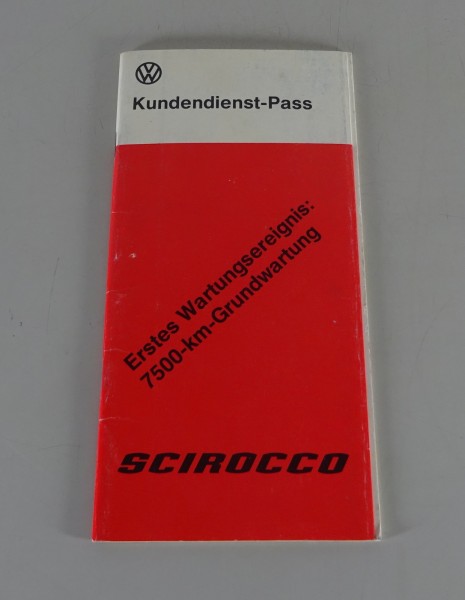 Kundendienst-Pass
Erstes Wartungsereignis:
7500-km-Grundwartung
SCIROCCO